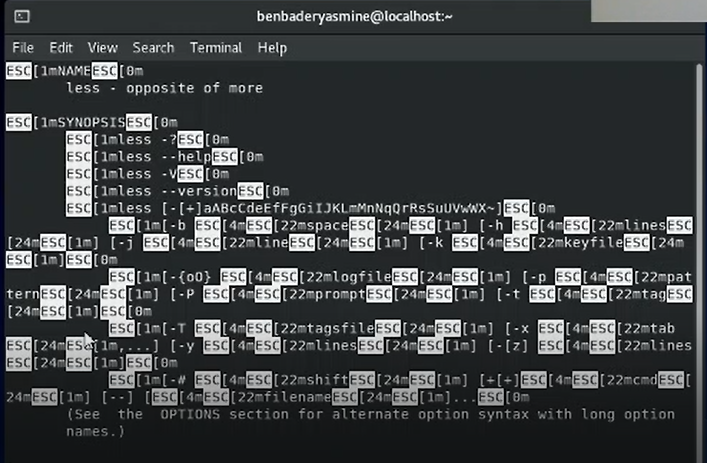 benbaderyasmine@localhost:~
File Edit View Search Terminal Help
ESC[1mNAMEESC[0m
less - opposite of more
ESC[1mSYNOPSISESC[0m
ESC[1mless -?ESC[0m
ESC[1mless --helpESC[0m
ESC[1mless -VESC[0m
ESC[1mless --versionESC[0m
ESC[1mless [-[+]aABcCdeEfFgGiIJKLmMnNqQrRsSuUVwWX~]ESC[0m
ESC[1m[-b ESC[4mESC[22mspaceESC[24mESC[1m] [-h ESC[4mESC[22mlinesESC
[24mESC[1m] [-j ESC[4mESC[22mlineESC[24mESC[1m] [-k ESC[4mESC[22mkeyfileESC[24m
ESC[1m]ESC[0m
ESC[1m[-{oO} ESC[4mESC[22mlogfileESC[24mESC[1m] [-p ESC[4mESC[22mpat
ternESC[24mESC[1m] [-P ESC[4mESC[22mpromptESC[24mESC[1m] [-t ESC[4mESC[22mtagESC
[24mESC[1m]ESC[0m
ESC[1m[-T ESC[4mESC[22mtagsfileESC[24mESC[1m] [-x ESC[4mESC[22mtab
ESC[24mESC[1m,...] [-y ESC[4mESC[22mlinesESC[24mESC[1m] [-[z] ESC[4mESC[22mlines
ESC[24mESC[1m]ESC[0m
ESC[1m[-# ESC[4mESC[22mshiftESC[24mESC[1m] [+[+]ESC[4mESC[22mcmdESC[
24mESC[1m] [--] [ESC[4mESC[22mfilenameESC[24mESC[1m]...ESC[0m
(See the OPTIONS section for alternate option syntax with long option
names.)